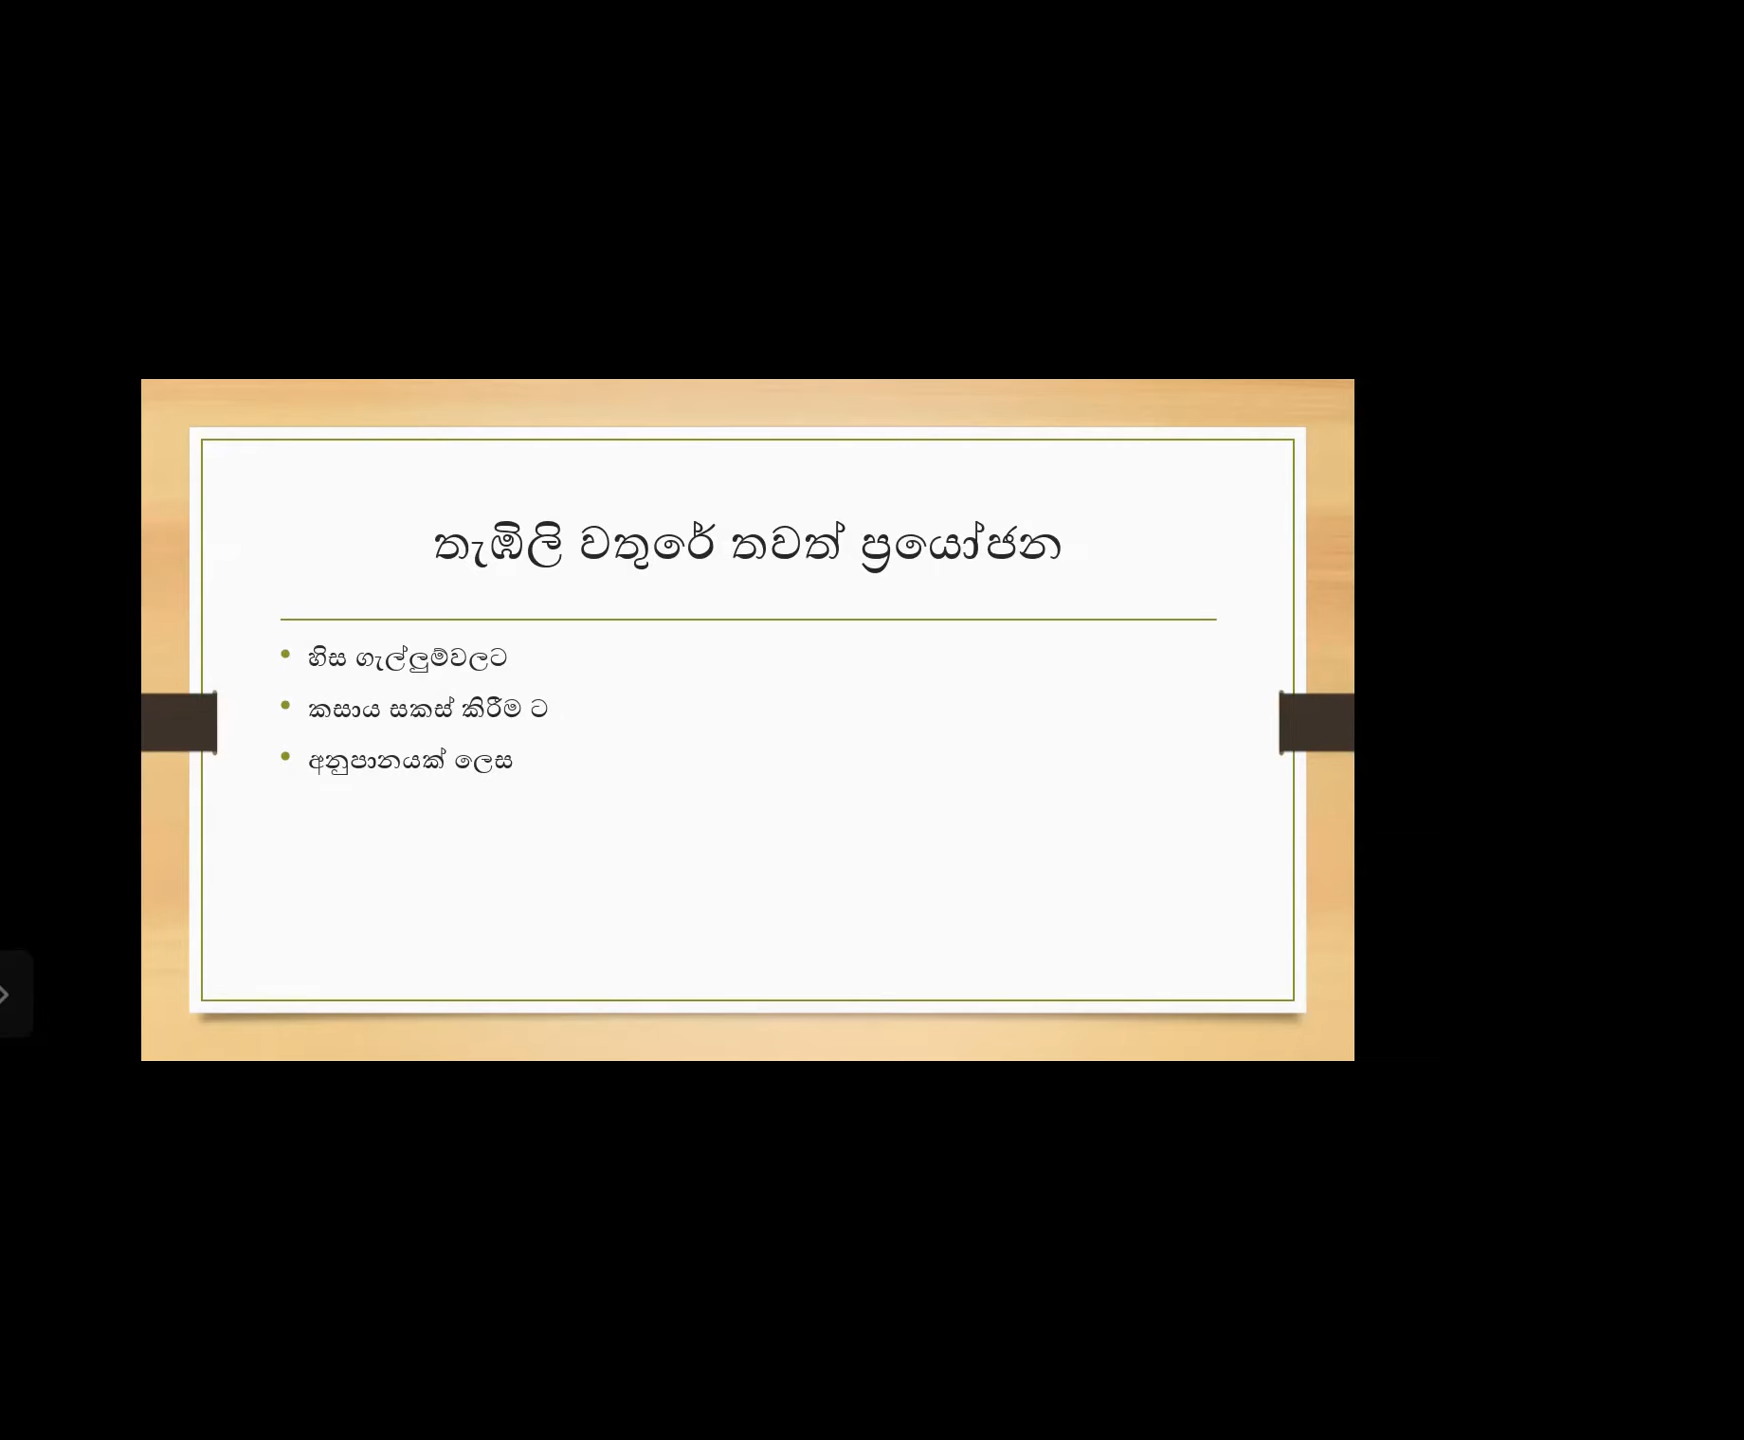 තැඹිලි වතුරේ තවත් ප්‍රයෝජන
හිස ගැල්ලුම්වලට
කසාය සකස් කිරීම ට
අනුපානයක් ලෙස